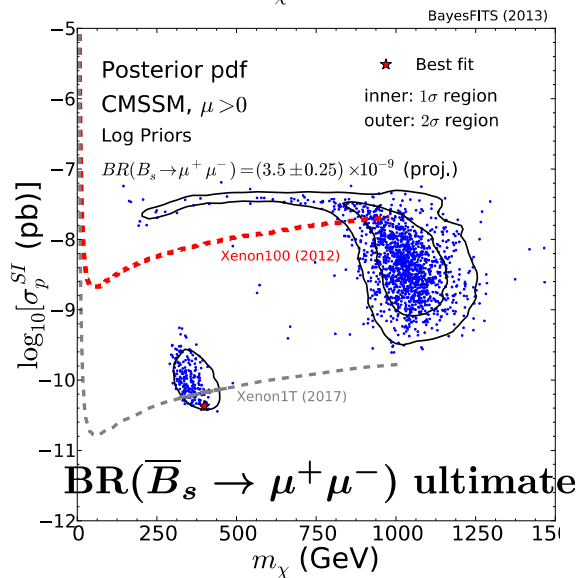 χ
BayesFITS (2013)
Posterior pdf
CMSSM, μ > 0
Log Priors
BR(B_s → μ⁺ μ⁻) = (3.5 ± 0.25) × 10⁻⁹ (proj.)
Best fit
inner: 1σ region
outer: 2σ region
Xenon100 (2012)
Xenon1T (2017)
BR(B̅_s → μ⁺ μ⁻) ultimate
log₁₀[σ_p^{SI} (pb)]
−5
−6
−7
−8
−9
−10
−11
−12
0 250 500 750 1000 1250 150
m_χ (GeV)